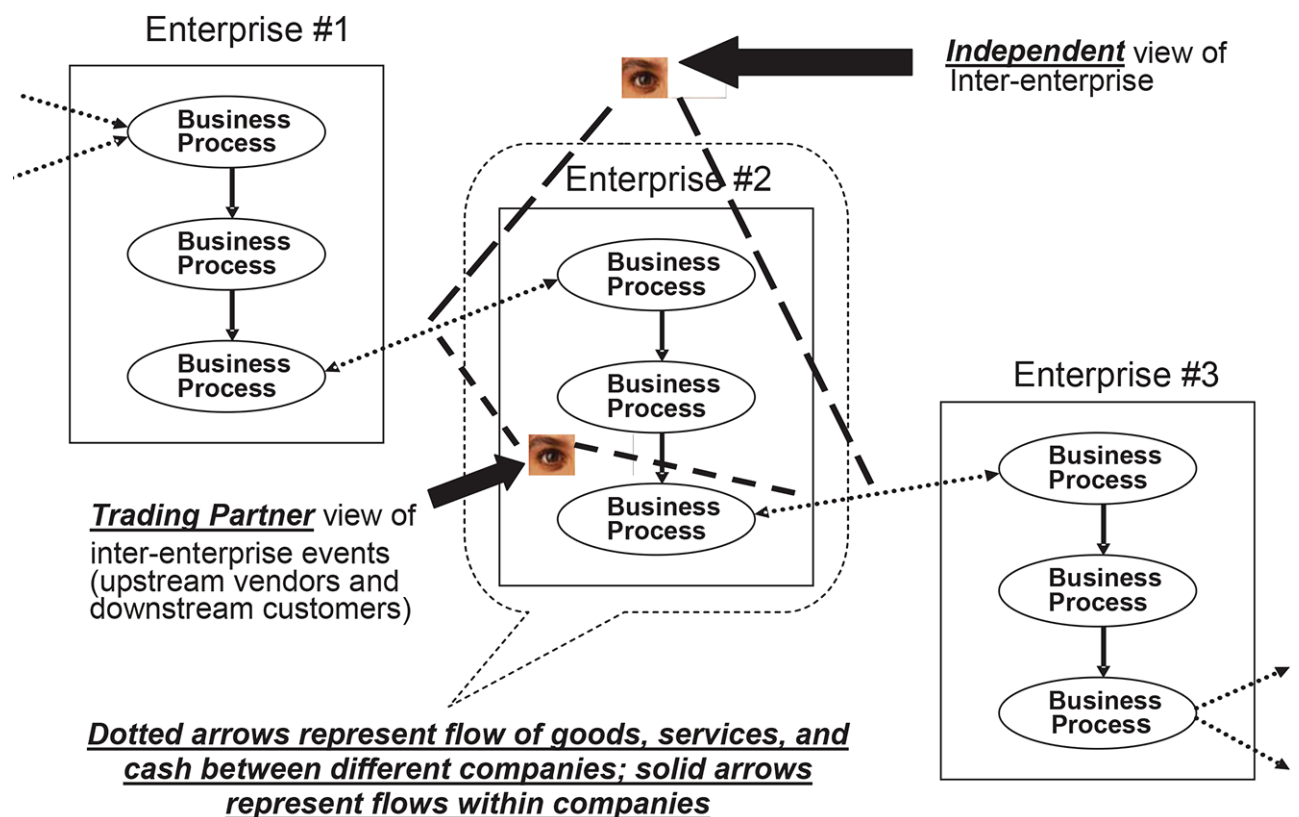 Enterprise #1
Business
Process
Business
Process
Business
Process
Independent view of
Inter-enterprise
Enterprise #2
Business
Process
Business
Process
Business
Process
Trading Partner view of
inter-enterprise events
(upstream vendors and
downstream customers)
Enterprise #3
Business
Process
Business
Process
Business
Process
Dotted arrows represent flow of goods, services, and
cash between different companies; solid arrows
represent flows within companies